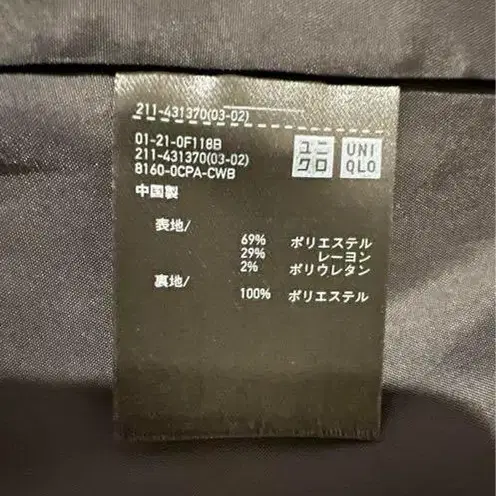 211-431370(03-02)
01-21-0F118B
211-431370(03-02)
8160-0CPA-CWB
ユニクロ
UNIQLO
中国製
表地/
69% ポリエステル
29% レーヨン
2% ポリウレタン
裏地/
100% ポリエステル